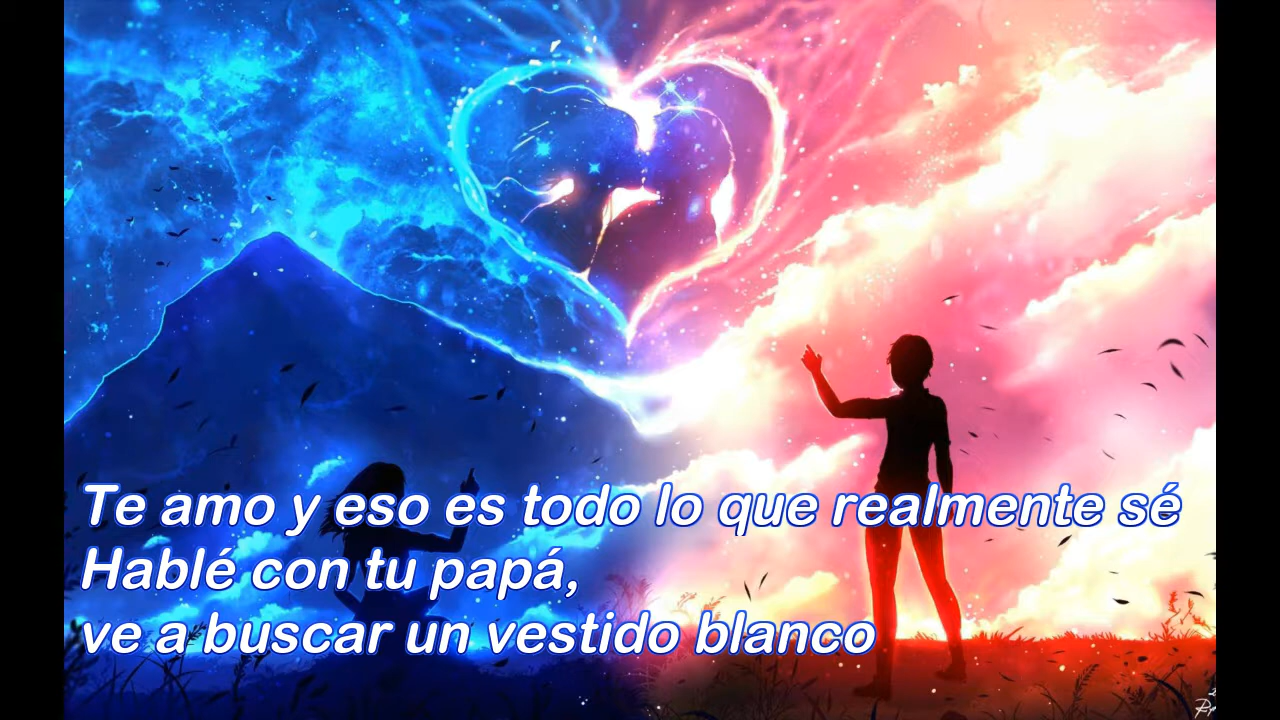 Te amo y eso es todo lo que realmente sé
Hablé con tu papá,
ve a buscar un vestido blanco